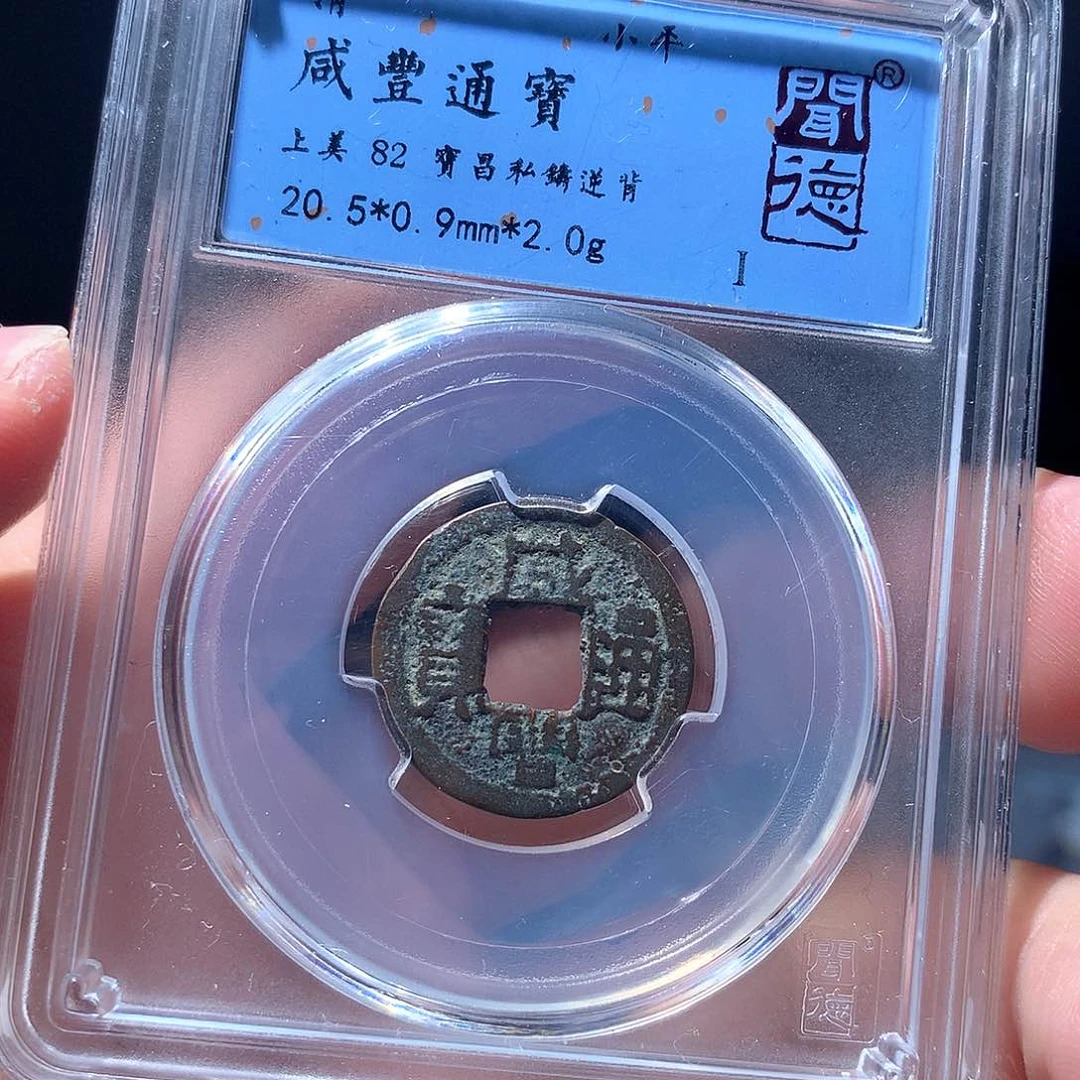 清 小平
咸豐通寶
上美 82 寶昌私鑄逆背
20.5*0.9mm*2.0g
I
聞德®
咸豐通寶
聞德